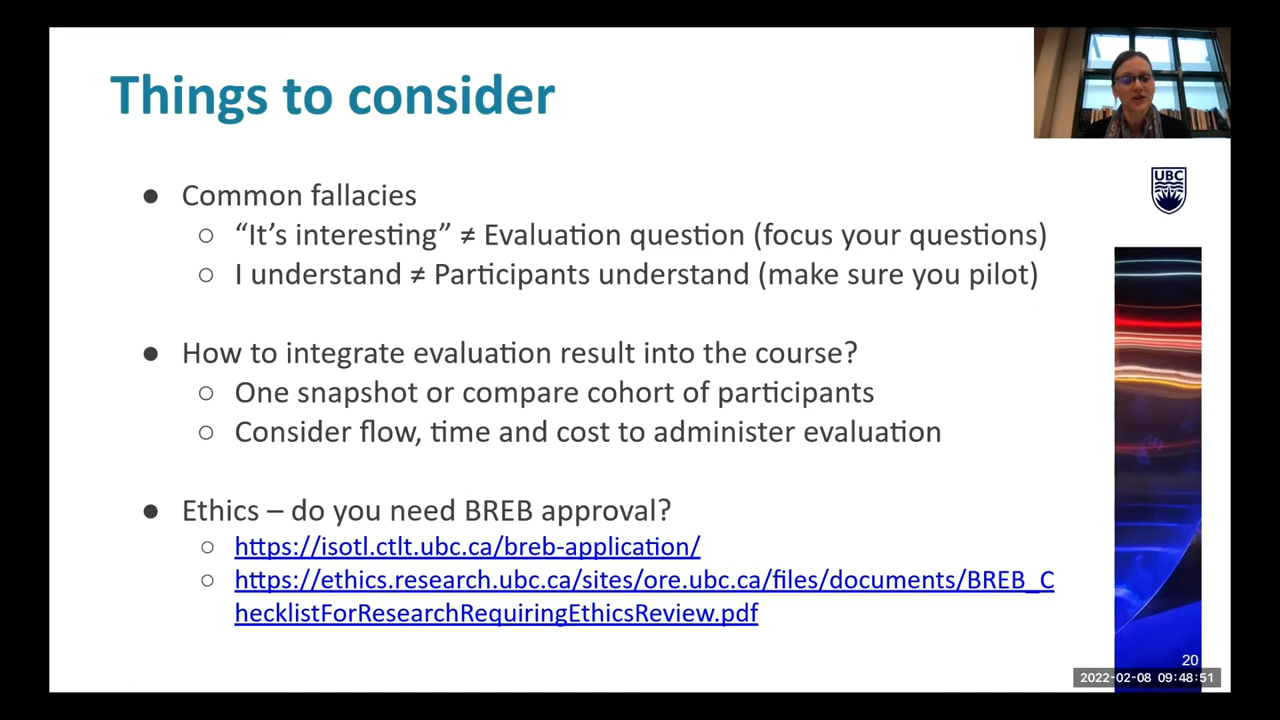 Things to consider
● Common fallacies
○ “It’s interesting” ≠ Evaluation question (focus your questions)
○ I understand ≠ Participants understand (make sure you pilot)
● How to integrate evaluation result into the course?
○ One snapshot or compare cohort of participants
○ Consider flow, time and cost to administer evaluation
● Ethics – do you need BREB approval?
○ https://isotl.ctlt.ubc.ca/breb-application/
○ https://ethics.research.ubc.ca/sites/ore.ubc.ca/files/documents/BREB_C
hecklistForResearchRequiringEthicsReview.pdf
UBC
20
2022-02-08 09:48:51